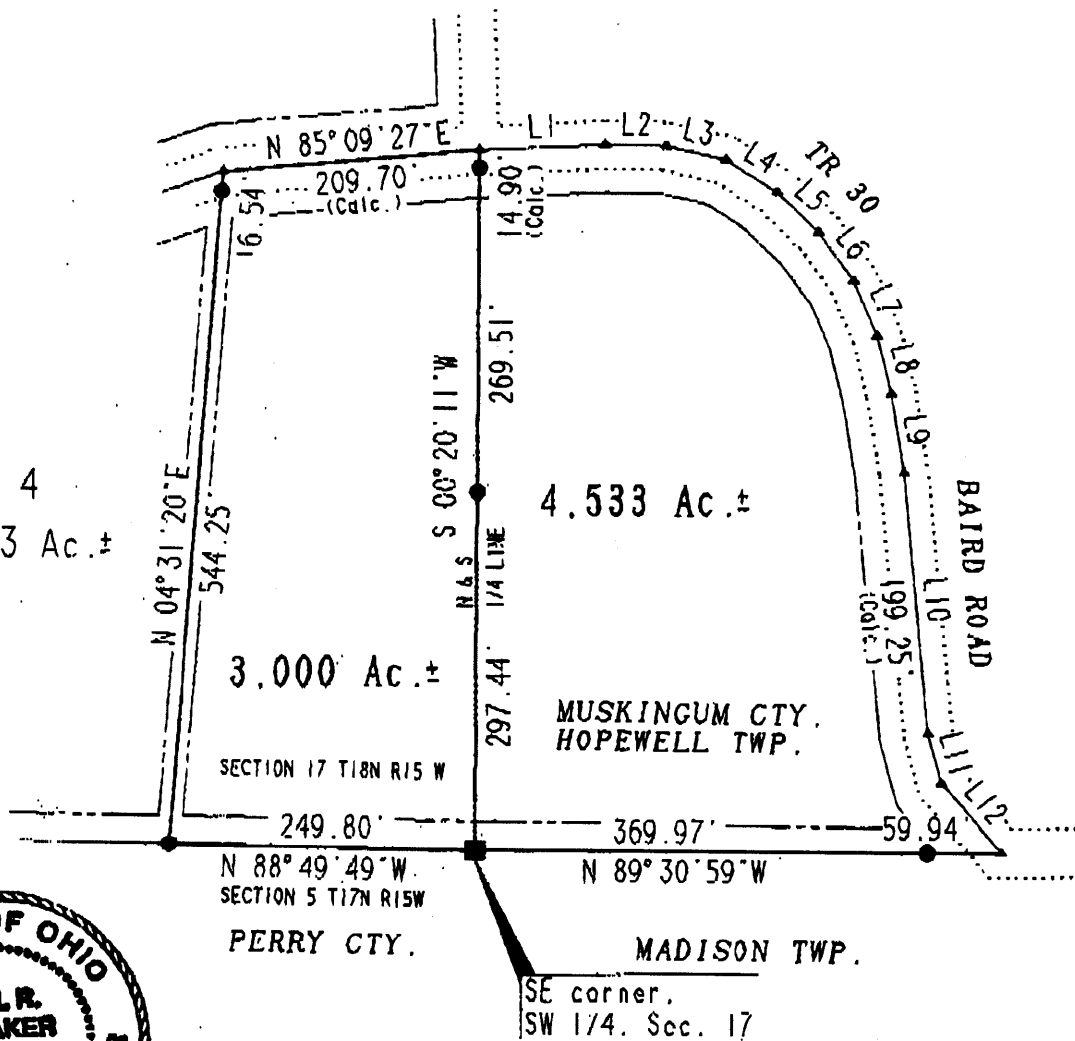 N 85° 09' 27" E
209.70'
(Calc.)
16.54'
14.90'
(Calc.)
L1
L2
L3
L4
L5
L6
L7
L8
L9
L10
L11
L12
TR 30
BAIRD ROAD
269.51'
S 00° 20' 11" W
N & S
1/4 LINE
297.44'
4.533 Ac.±
4
3 Ac.±
N 04° 31' 20" E
544.25'
3.000 Ac.±
199.25'
(Calc.)
MUSKINGUM CTY.
HOPEWELL TWP.
SECTION 17 T18N R15 W
249.80'
369.97'
59.94
N 88° 49' 49" W.
N 89° 30' 59" W
SECTION 5 T17N R15W
PERRY CTY.
MADISON TWP.
SE corner,
SW 1/4. Sec. 17
OF OHIO
R.
AKER